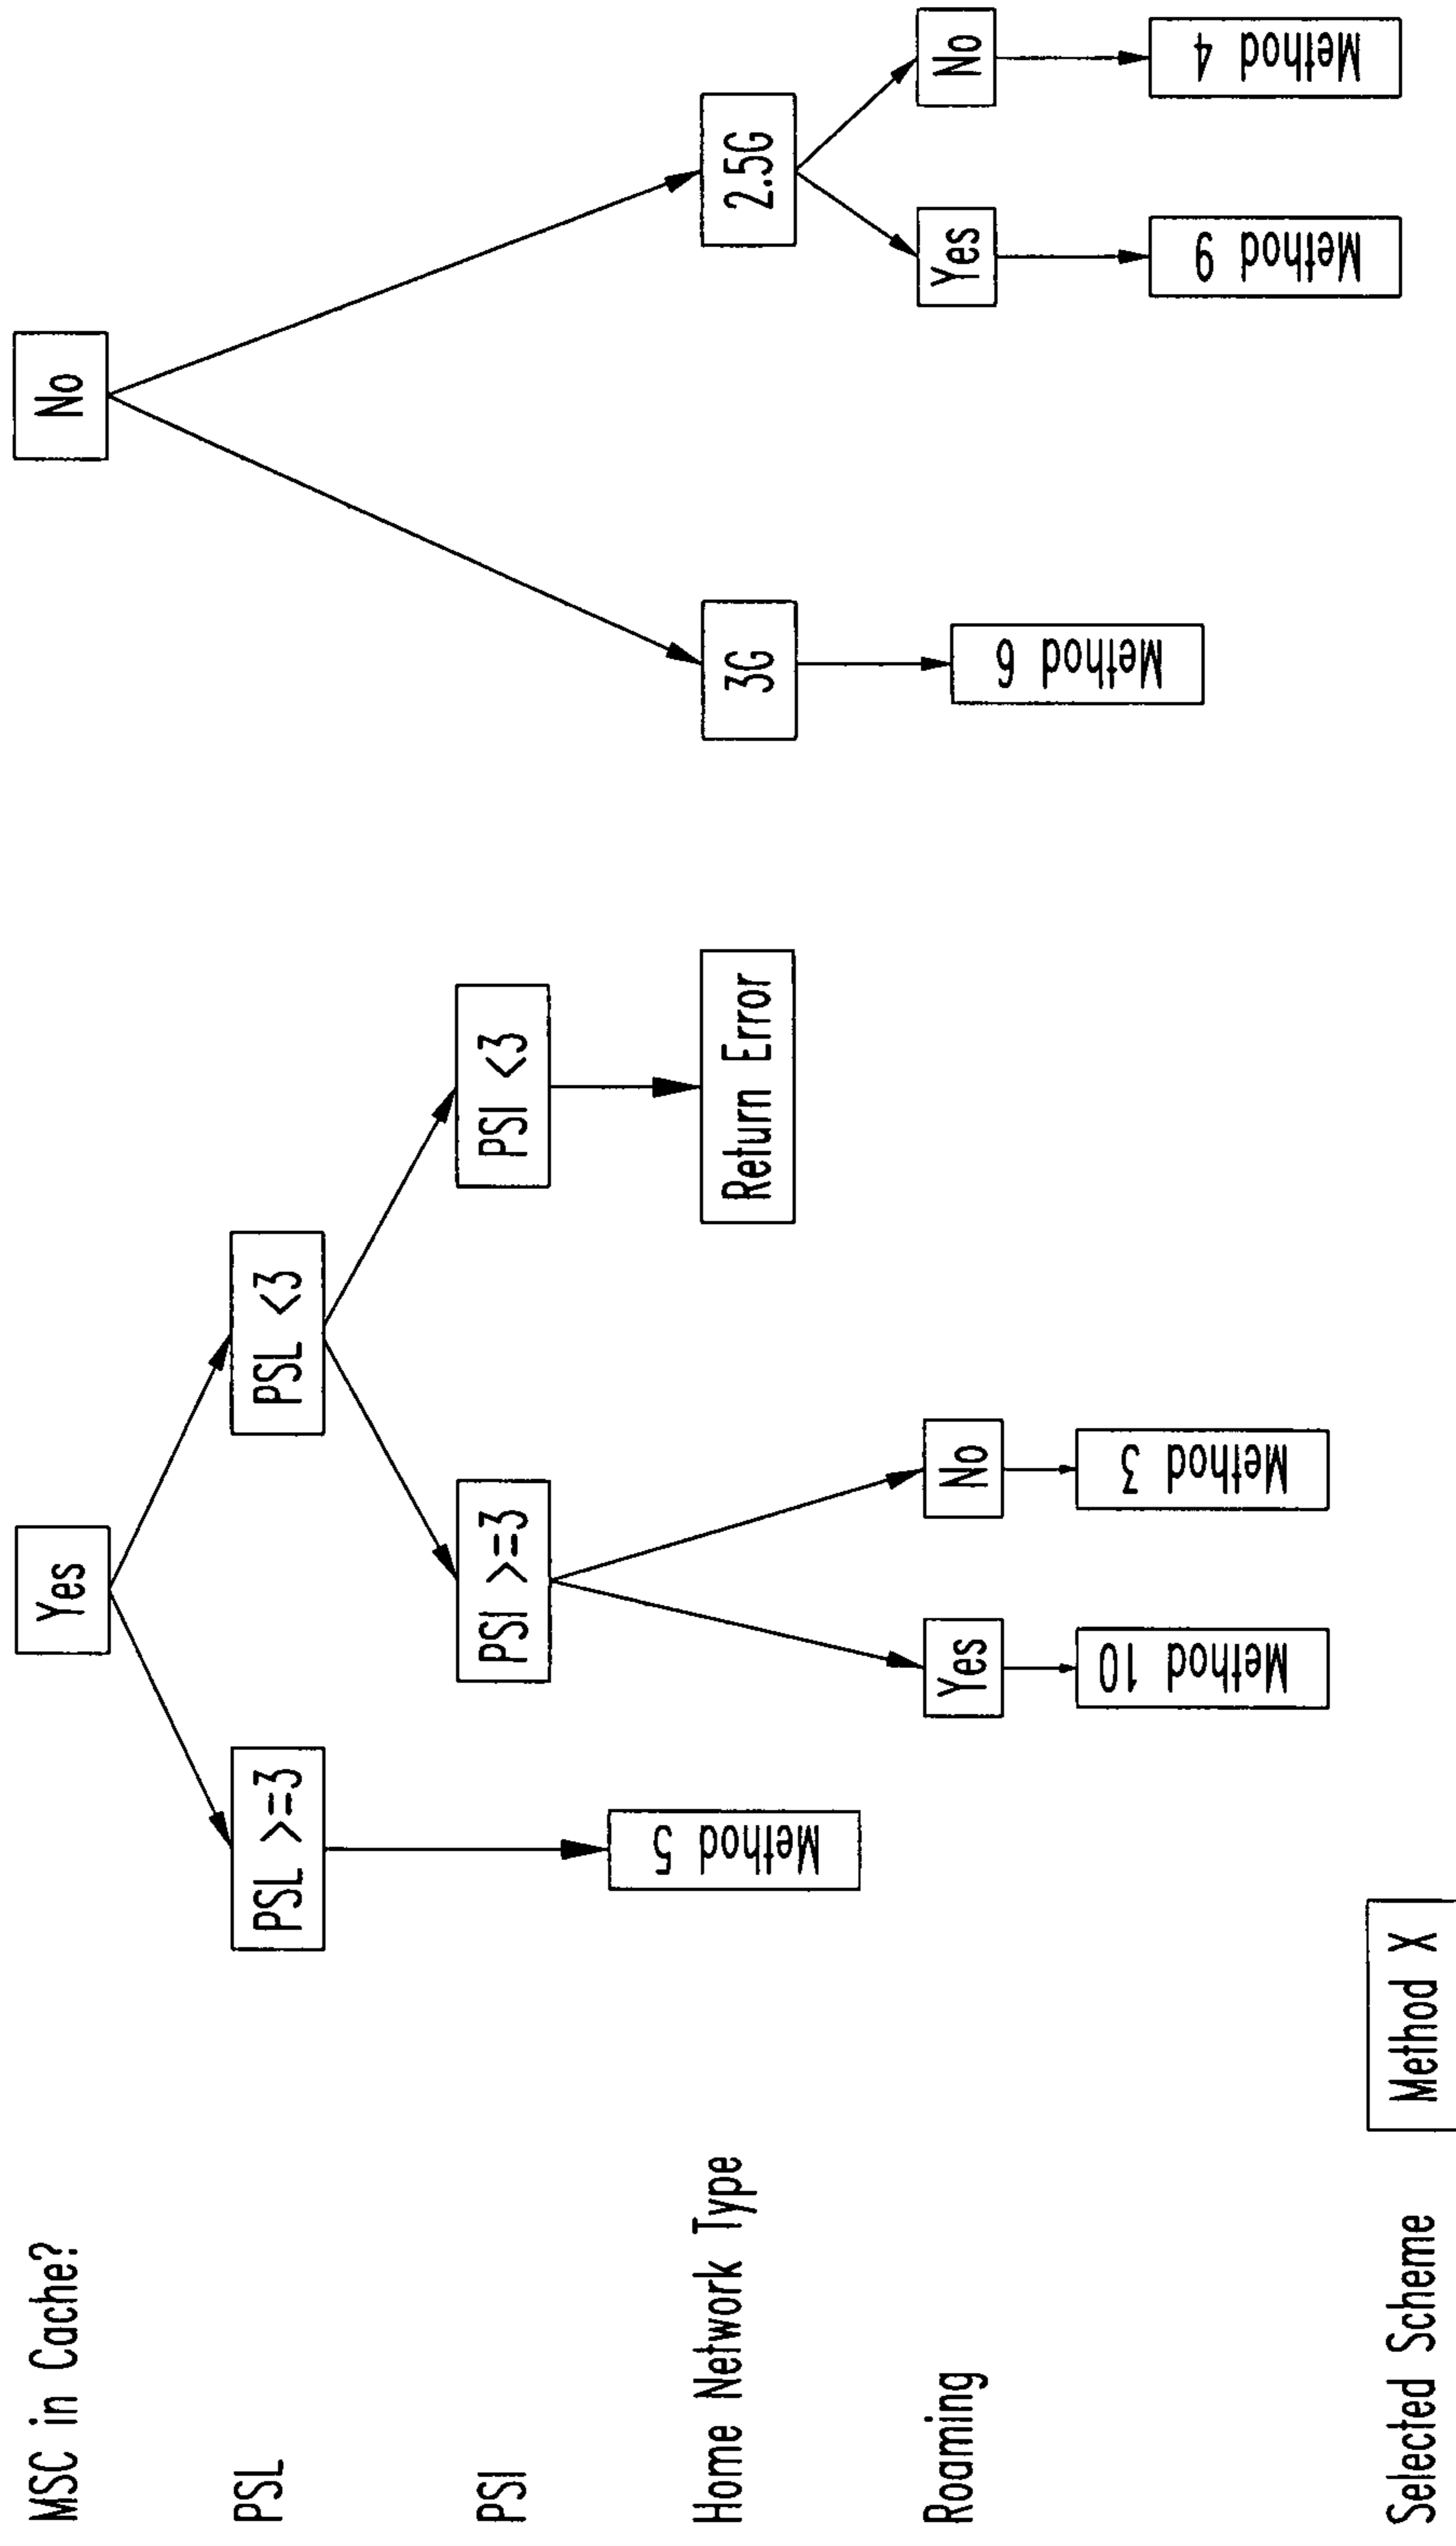 MSC in Cache?
Yes
No
PSL
PSL >=3
PSL <3
PSI
PSI >=3
PSI <3
Home Network Type
Method 5
Return Error
3G
2.5G
Roaming
Yes
No
Method 6
Yes
No
Method 10
Method 3
Method 9
Method 4
Selected Scheme
Method X